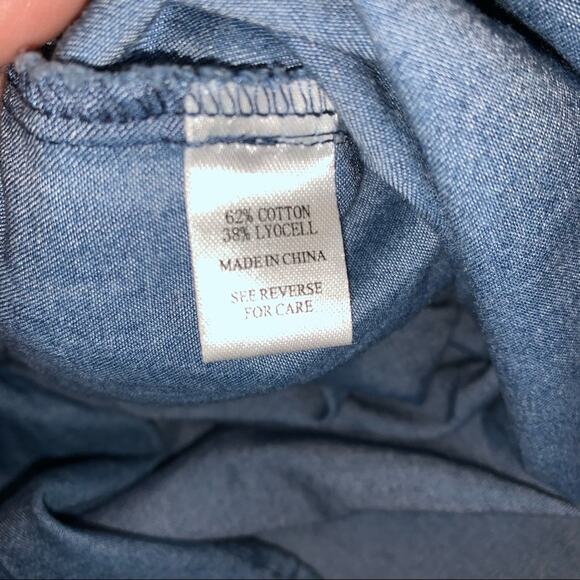 62% COTTON
38% LYOCELL
MADE IN CHINA
SEE REVERSE
FOR CARE